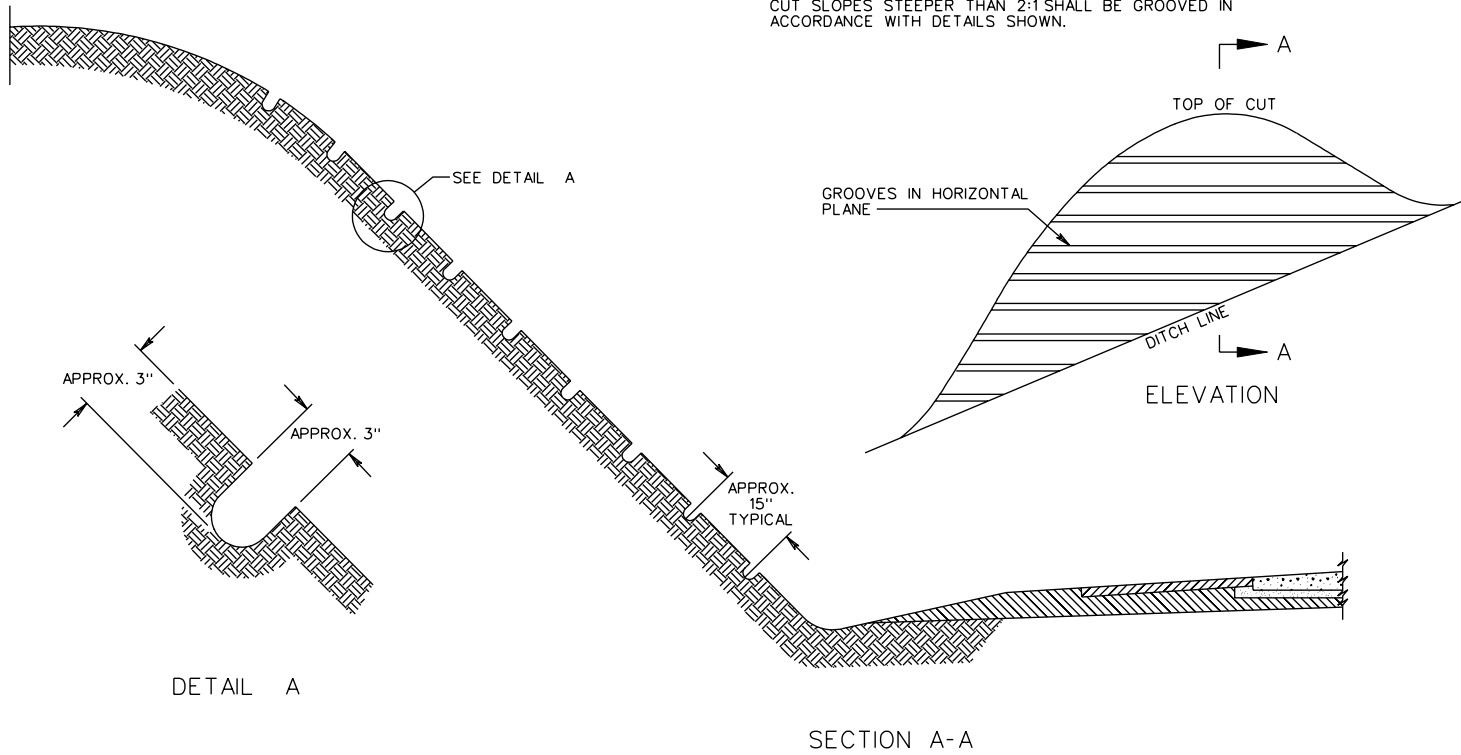 CUT SLOPES STEEPER THAN 2:1 SHALL BE GROOVED IN
ACCORDANCE WITH DETAILS SHOWN.
A
TOP OF CUT
SEE DETAIL A
GROOVES IN HORIZONTAL
PLANE
DITCH LINE
A
ELEVATION
APPROX. 3"
APPROX. 3"
APPROX.
15"
TYPICAL
DETAIL A
SECTION A-A